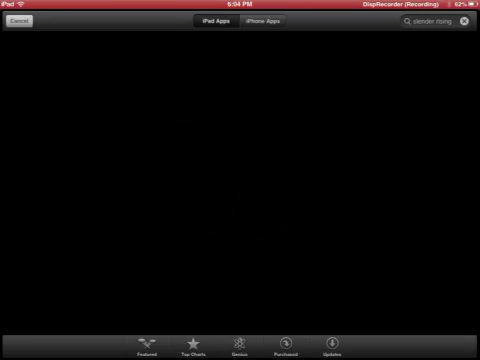 iPad 6:04 PM DispRecorder (Recording) 62%
Cancel iPad Apps iPhone Apps slender rising
Featured Top Charts Genius Purchased Updates